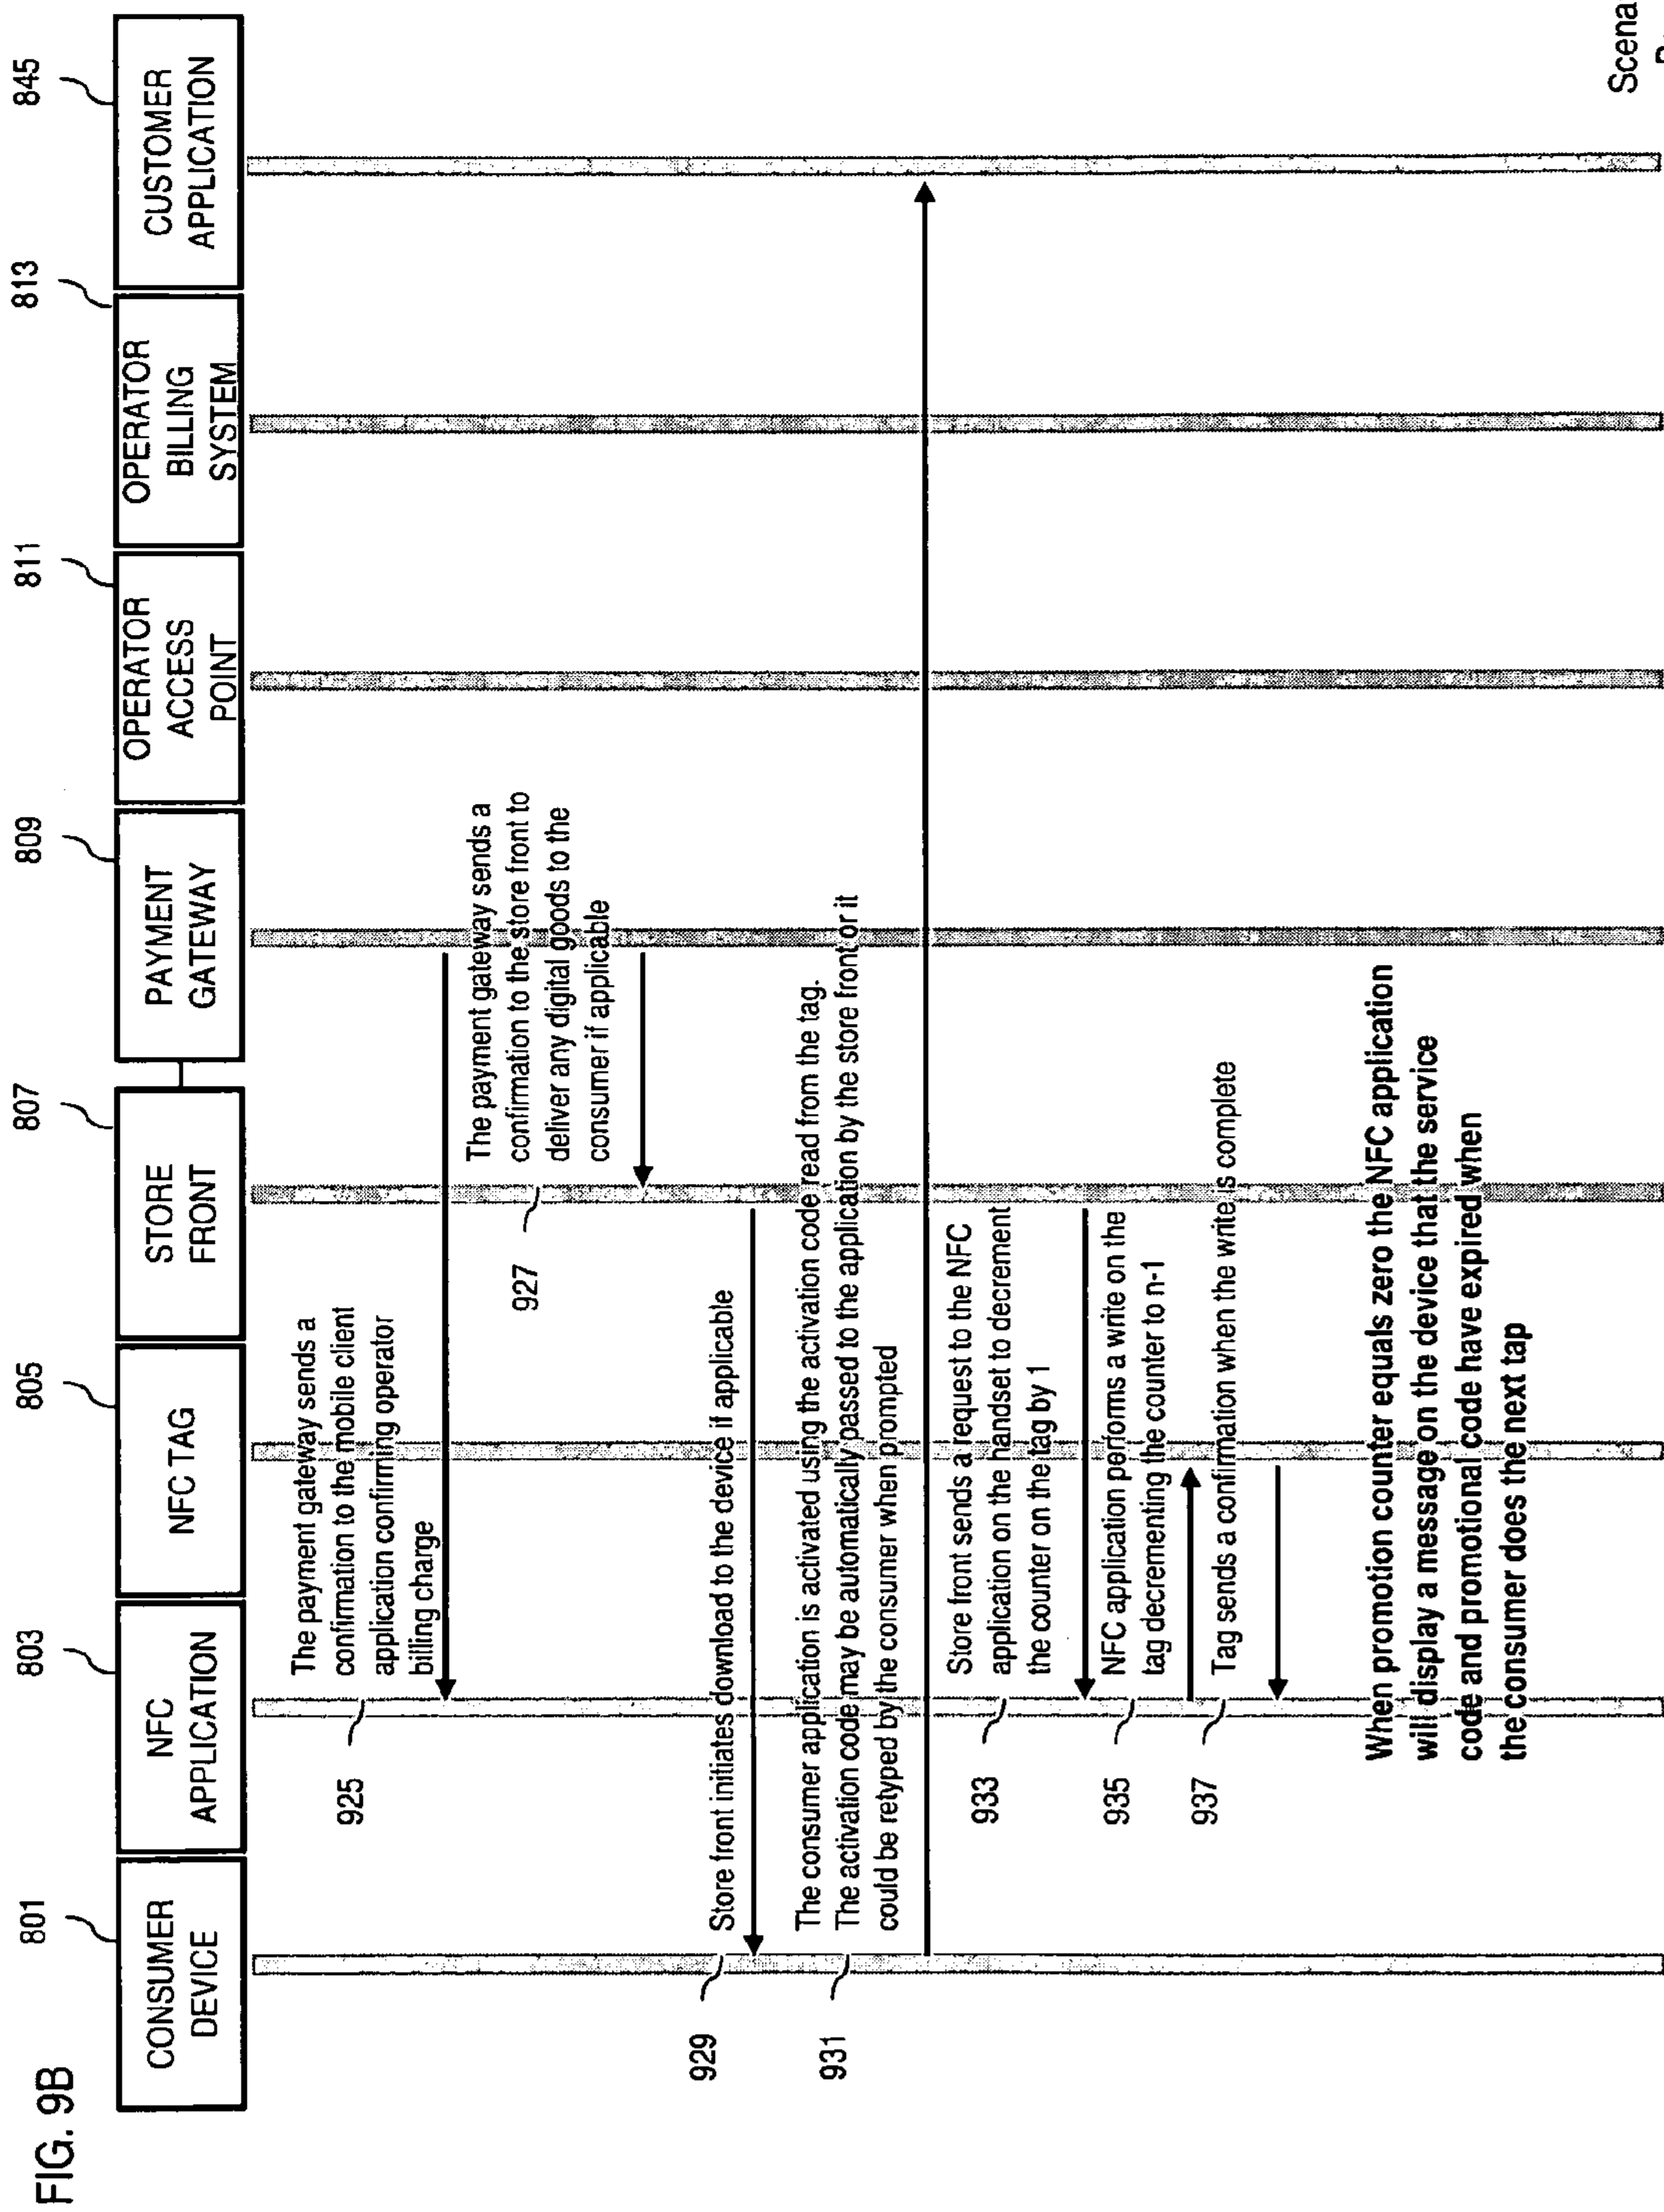 FIG. 9B
801
803
805
807
809
811
813
845
CONSUMER
DEVICE
NFC
APPLICATION
NFC TAG
STORE
FRONT
PAYMENT
GATEWAY
OPERATOR
ACCESS
POINT
OPERATOR
BILLING
SYSTEM
CUSTOMER
APPLICATION
925
The payment gateway sends a
confirmation to the mobile client
application confirming operator
billing charge
927
The payment gateway sends a
confirmation to the store front to
deliver any digital goods to the
consumer if applicable
929
Store front initiates download to the device if applicable
931
The consumer application is activated using the activation code read from the tag.
The activation code may be automatically passed to the application by the store front or it
could be retyped by the consumer when prompted
933
Store front sends a request to the NFC
application on the handset to decrement
the counter on the tag by 1
935
NFC application performs a write on the
tag decrementing the counter to n-1
937
Tag sends a confirmation when the write is complete
When promotion counter equals zero the NFC application
will display a message on the device that the service
code and promotional code have expired when
the consumer does the next tap
Scena